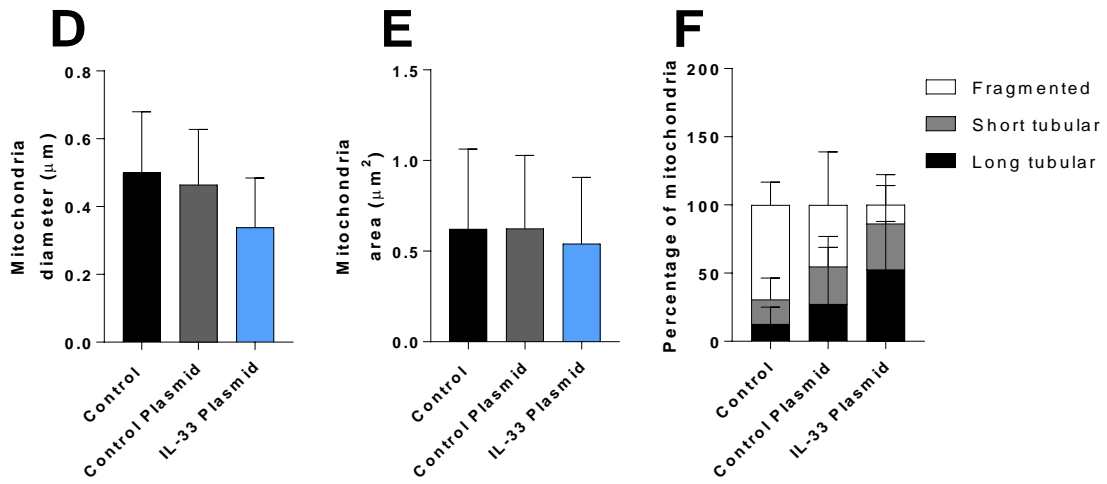 D
Mitochondria
diameter (μm)
0.8
0.6
0.4
0.2
0.0
Control
Control Plasmid
IL-33 Plasmid
E
Mitochondria
area (μm²)
1.5
1.0
0.5
0.0
Control
Control Plasmid
IL-33 Plasmid
F
Percentage of mitochondria
200
150
100
50
0
Control
Control Plasmid
IL-33 Plasmid
Fragmented
Short tubular
Long tubular